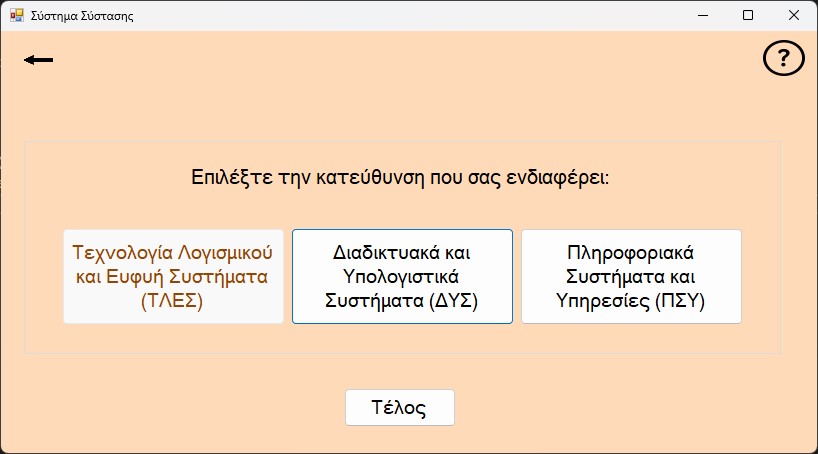 Σύστημα Σύστασης
?
Επιλέξτε την κατεύθυνση που σας ενδιαφέρει:
Τεχνολογία Λογισμικού
και Ευφυή Συστήματα
(ΤΛΕΣ)
Διαδικτυακά και
Υπολογιστικά
Συστήματα (ΔΥΣ)
Πληροφοριακά
Συστήματα και
Υπηρεσίες (ΠΣΥ)
Τέλος